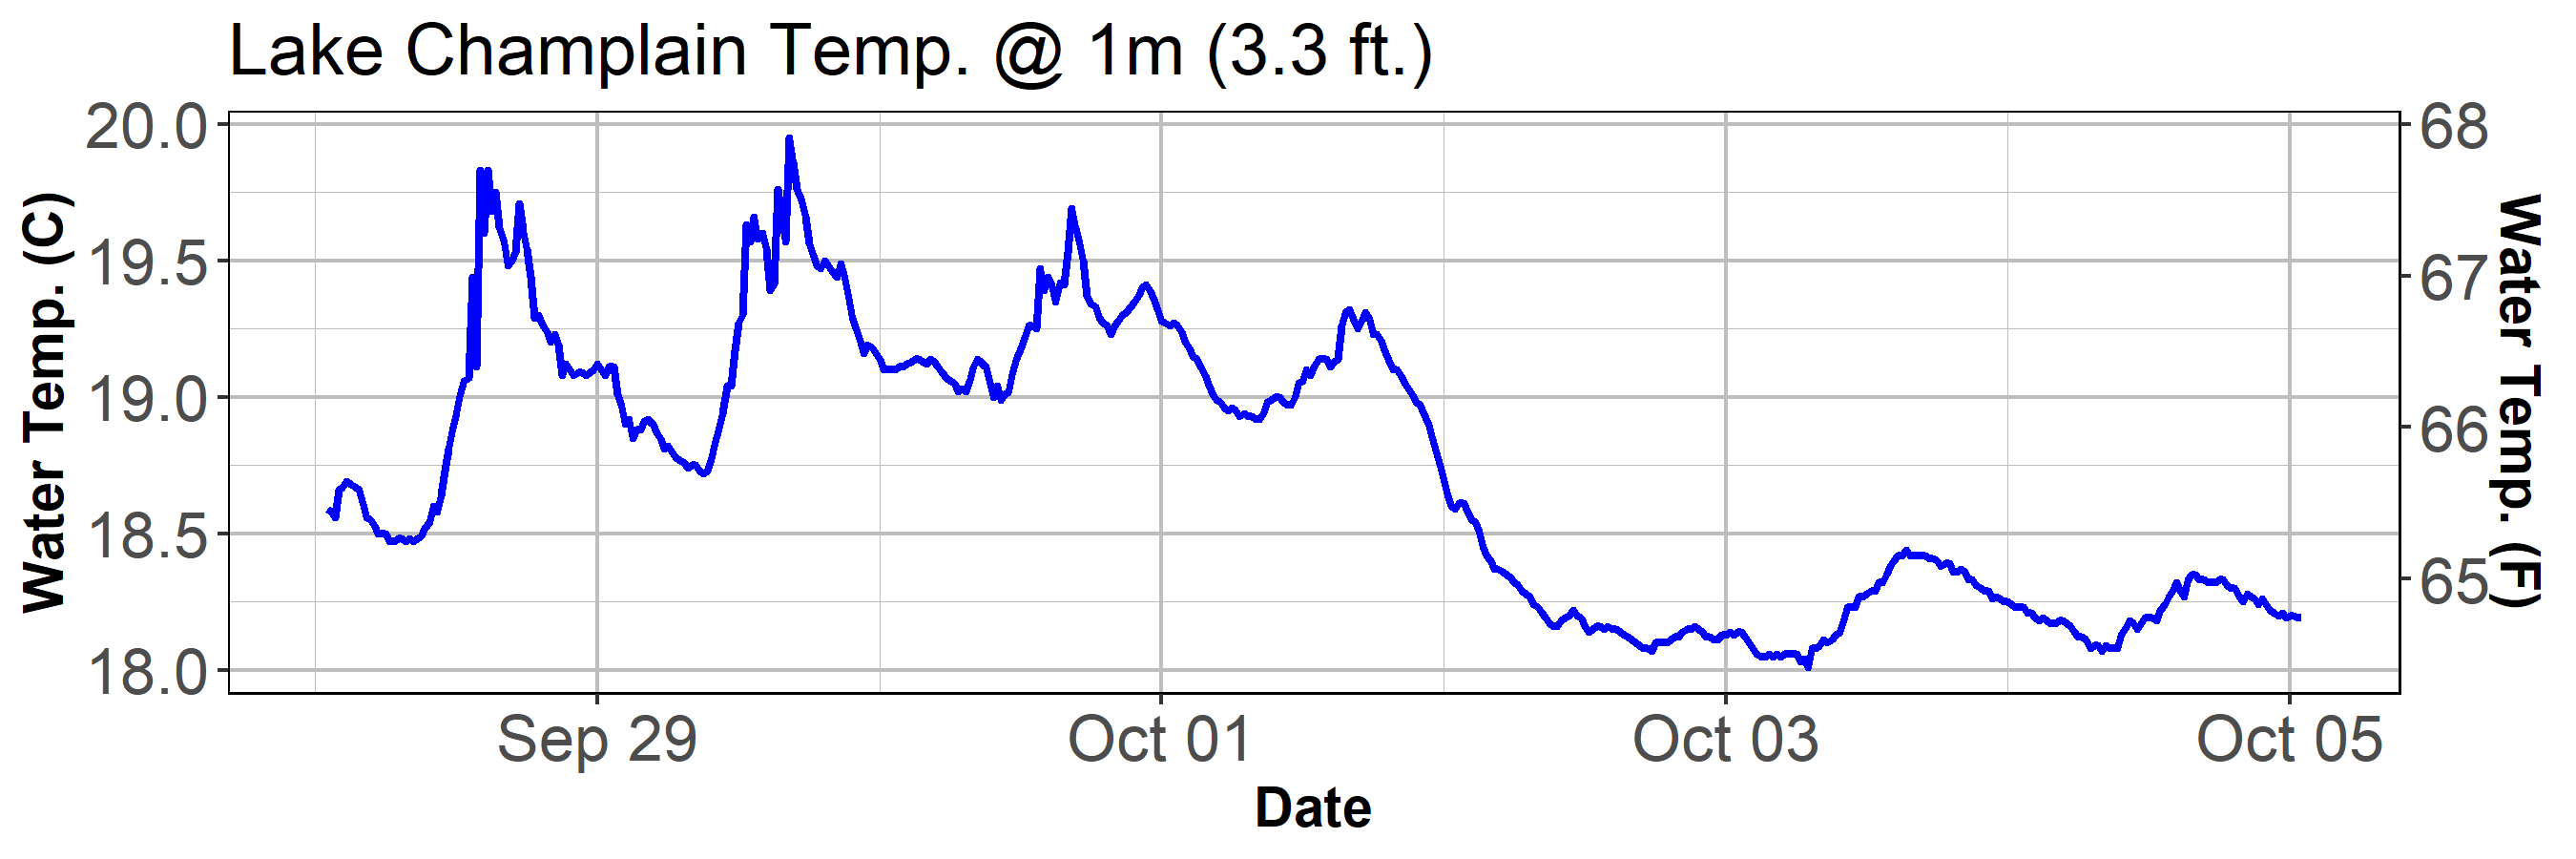 Lake Champlain Temp. @ 1m (3.3 ft.)
Water Temp. (C)
20.0
19.5
19.0
18.5
18.0
68
67
66
65
Water Temp. (F)
Sep 29
Oct 01
Oct 03
Oct 05
Date